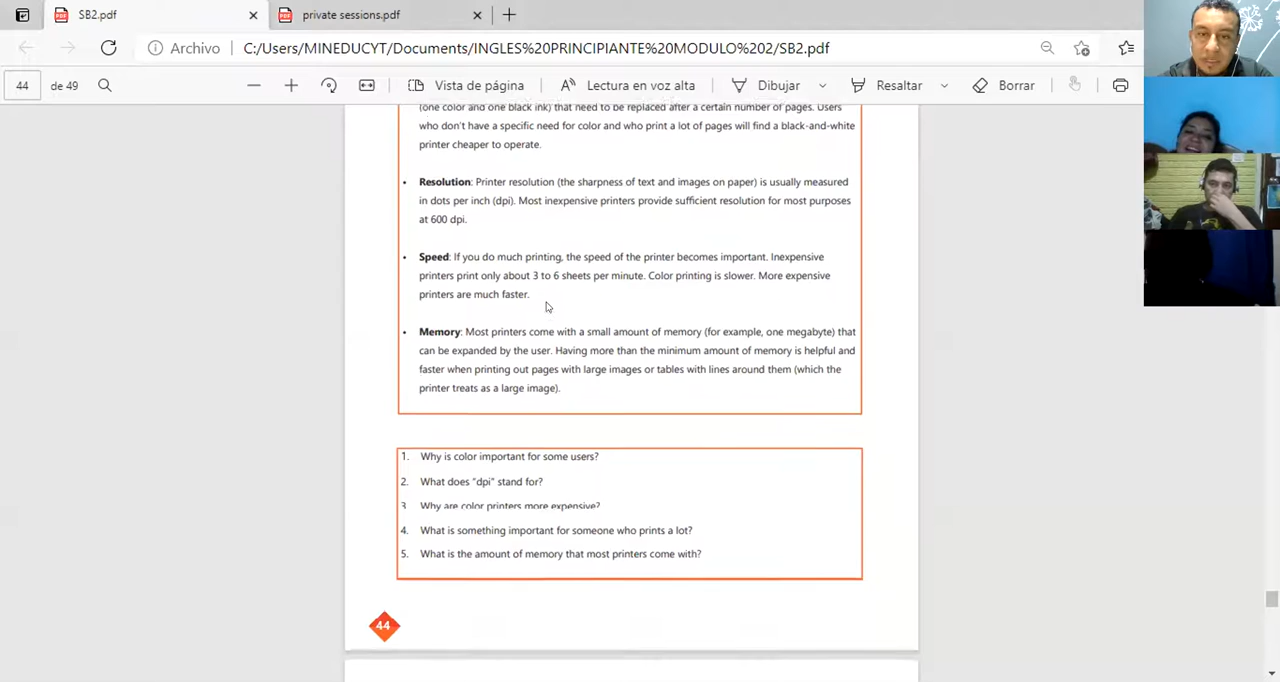 SB2.pdf
private sessions.pdf
Archivo
C:/Users/MINEDUCYT/Documents/INGLES%20PRINCIPIANTE%20MODULO%202/SB2.pdf
44
de 49
Vista de página
Lectura en voz alta
Dibujar
Resaltar
Borrar
(one color and one black ink) that need to be replaced after a certain number of pages. Users
who don't have a specific need for color and who print a lot of pages will find a black-and-white
printer cheaper to operate.
• Resolution: Printer resolution (the sharpness of text and images on paper) is usually measured
in dots per inch (dpi). Most inexpensive printers provide sufficient resolution for most purposes
at 600 dpi.
• Speed: If you do much printing, the speed of the printer becomes important. Inexpensive
printers print only about 3 to 6 sheets per minute. Color printing is slower. More expensive
printers are much faster.
• Memory: Most printers come with a small amount of memory (for example, one megabyte) that
can be expanded by the user. Having more than the minimum amount of memory is helpful and
faster when printing out pages with large images or tables with lines around them (which the
printer treats as a large image).
1. Why is color important for some users?
2. What does "dpi" stand for?
3. Why are color printers more expensive?
4. What is something important for someone who prints a lot?
5. What is the amount of memory that most printers come with?
44